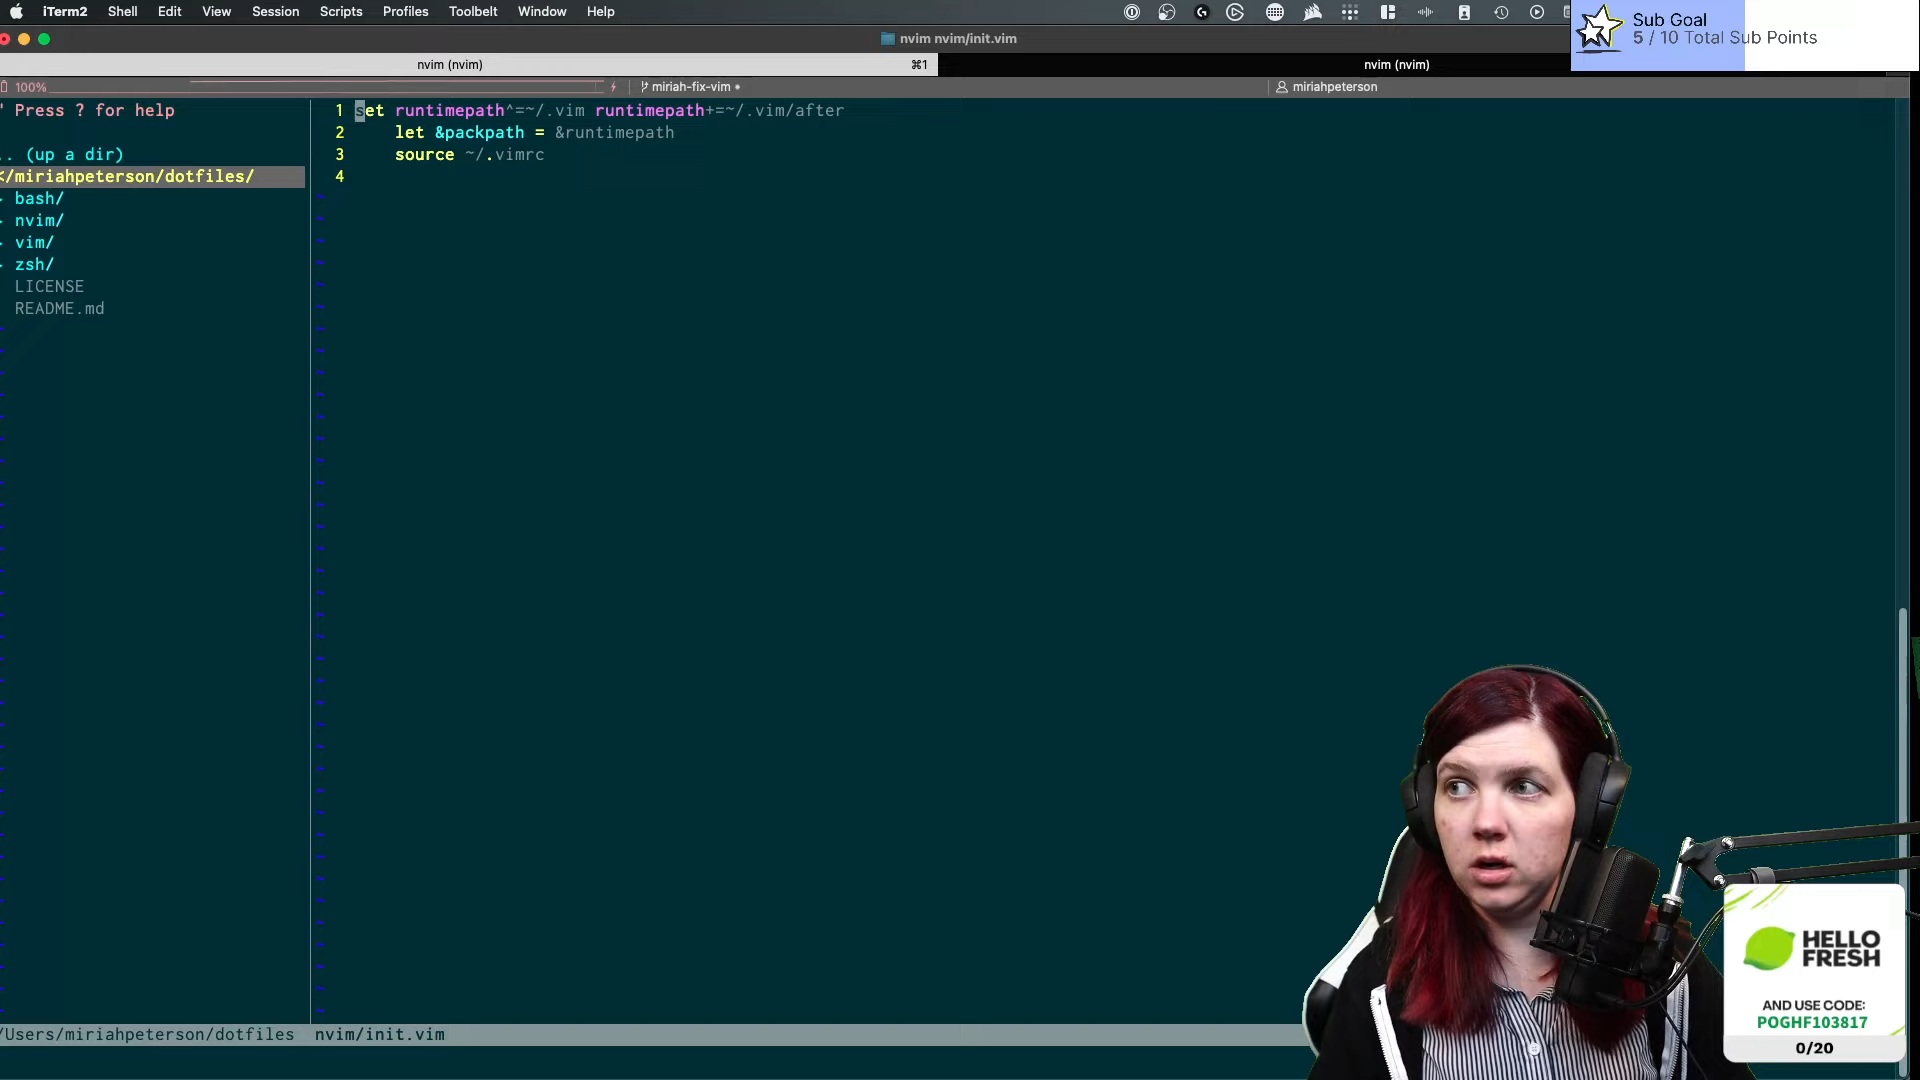 iTerm2 Shell Edit View Session Scripts Profiles Toolbelt Window Help
nvim nvim/init.vim
nvim (nvim) ⌘1 nvim (nvim)
100% miriah-fix-vim • miriahpeterson
Sub Goal
5 / 10 Total Sub Points
" Press ? for help
.. (up a dir)
</miriahpeterson/dotfiles/
bash/
nvim/
vim/
zsh/
LICENSE
README.md
1 set runtimepath^=~/.vim runtimepath+=~/.vim/after
2 let &packpath = &runtimepath
3 source ~/.vimrc
4
/Users/miriahpeterson/dotfiles nvim/init.vim
HELLO
FRESH
AND USE CODE:
POGHF103817
0/20